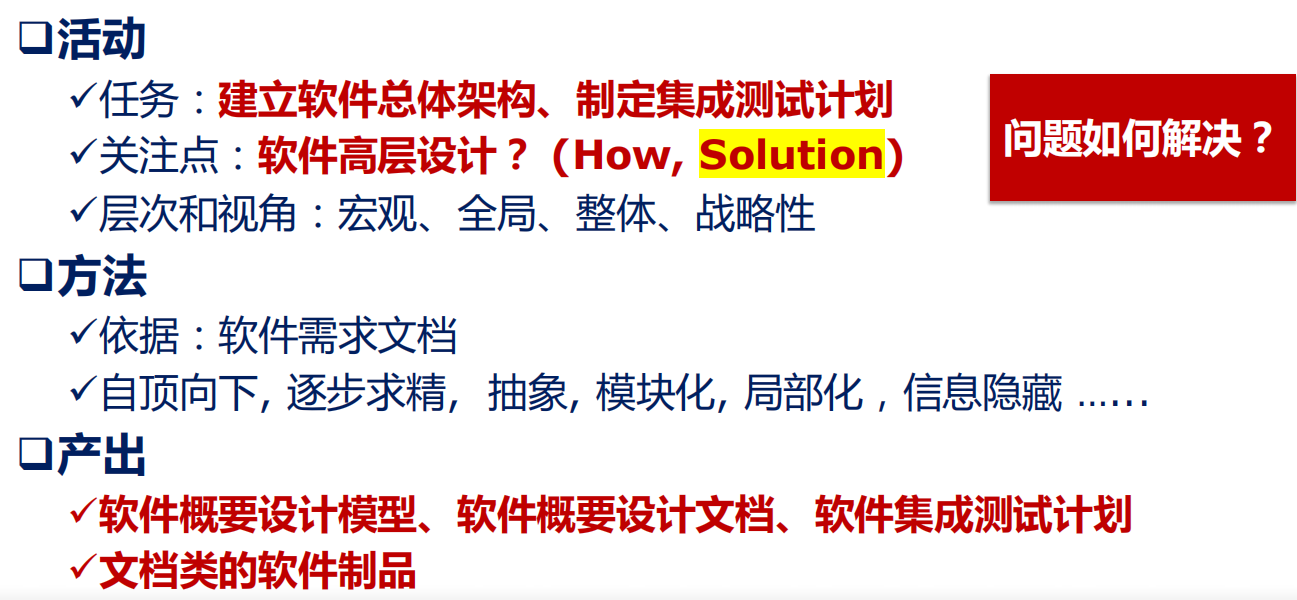 ❑活动
✓任务：建立软件总体架构、制定集成测试计划
✓关注点：软件高层设计？（How, Solution）
问题如何解决？
✓层次和视角：宏观、全局、整体、战略性
❑方法
✓依据：软件需求文档
✓自顶向下, 逐步求精， 抽象, 模块化, 局部化，信息隐藏 ……
❑产出
✓软件概要设计模型、软件概要设计文档、软件集成测试计划
✓文档类的软件制品